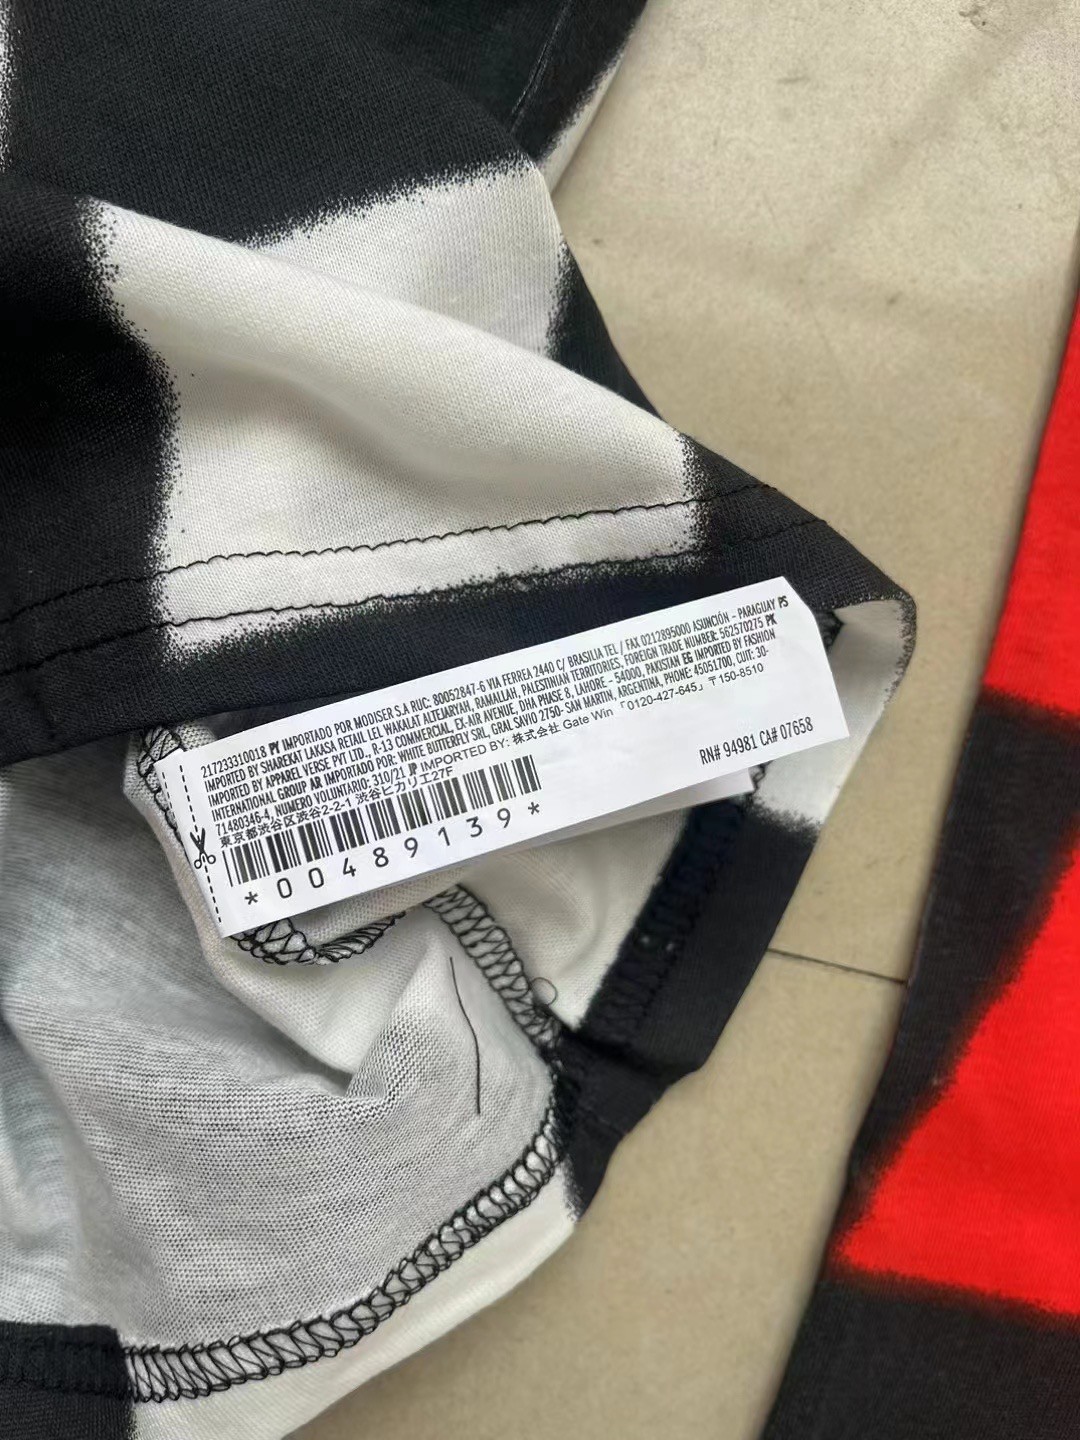 217233310018 PY IMPORTADO POR MODISER S.A RUC: 80052847-6 VIA FERREA 2440 C/ BRASILIA TEL / FAX 0212895000 ASUNCIÓN - PARAGUAY PS
IMPORTED BY SHAREKAT LAKASA RETAIL LEL WAKALAT ALTEJARYAH, RAMALLAH, PALESTINIAN TERRITORIES, FOREIGN TRADE NUMBER: 562570275 PK
IMPORTED BY APPAREL VERSE PVT LTD., R-13 COMMERCIAL, EX-AIR AVENUE, DHA PHASE 8, LAHORE - 54000, PAKISTAN EG IMPORTED BY FASHION
INTERNATIONAL GROUP AR IMPORTADO POR: WHITE BUTTERFLY SRL, GRAL SAVIO 2750- SAN MARTIN, ARGENTINA, PHONE: 45051700, CUIT: 30-
71480346-4, NUMERO VOLUNTARIO: 310/21 JP IMPORTED BY: 株式会社 Gate Win 「0120-427-645」 〒150-8510
東京都渋谷区渋谷2-2-1 渋谷ヒカリエ27F
RN# 94981 CA# 07658
*00489139*